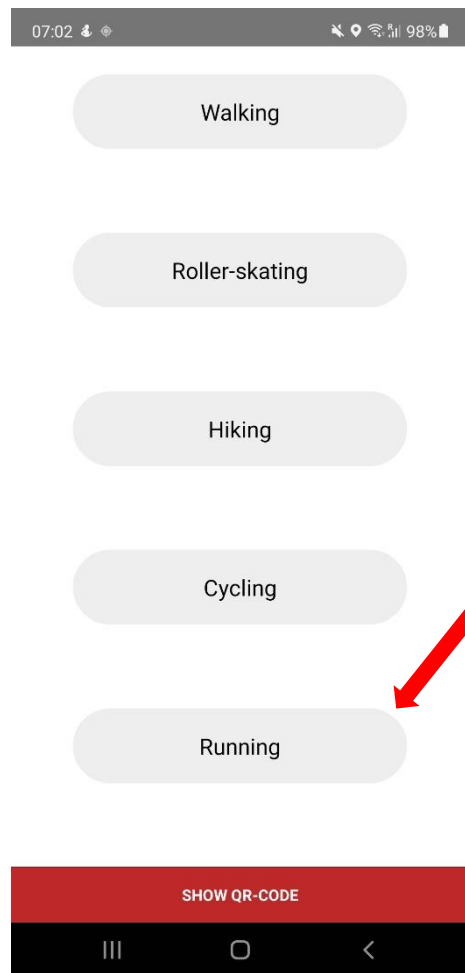 07:02 98%
Walking
Roller-skating
Hiking
Cycling
Running
SHOW QR-CODE